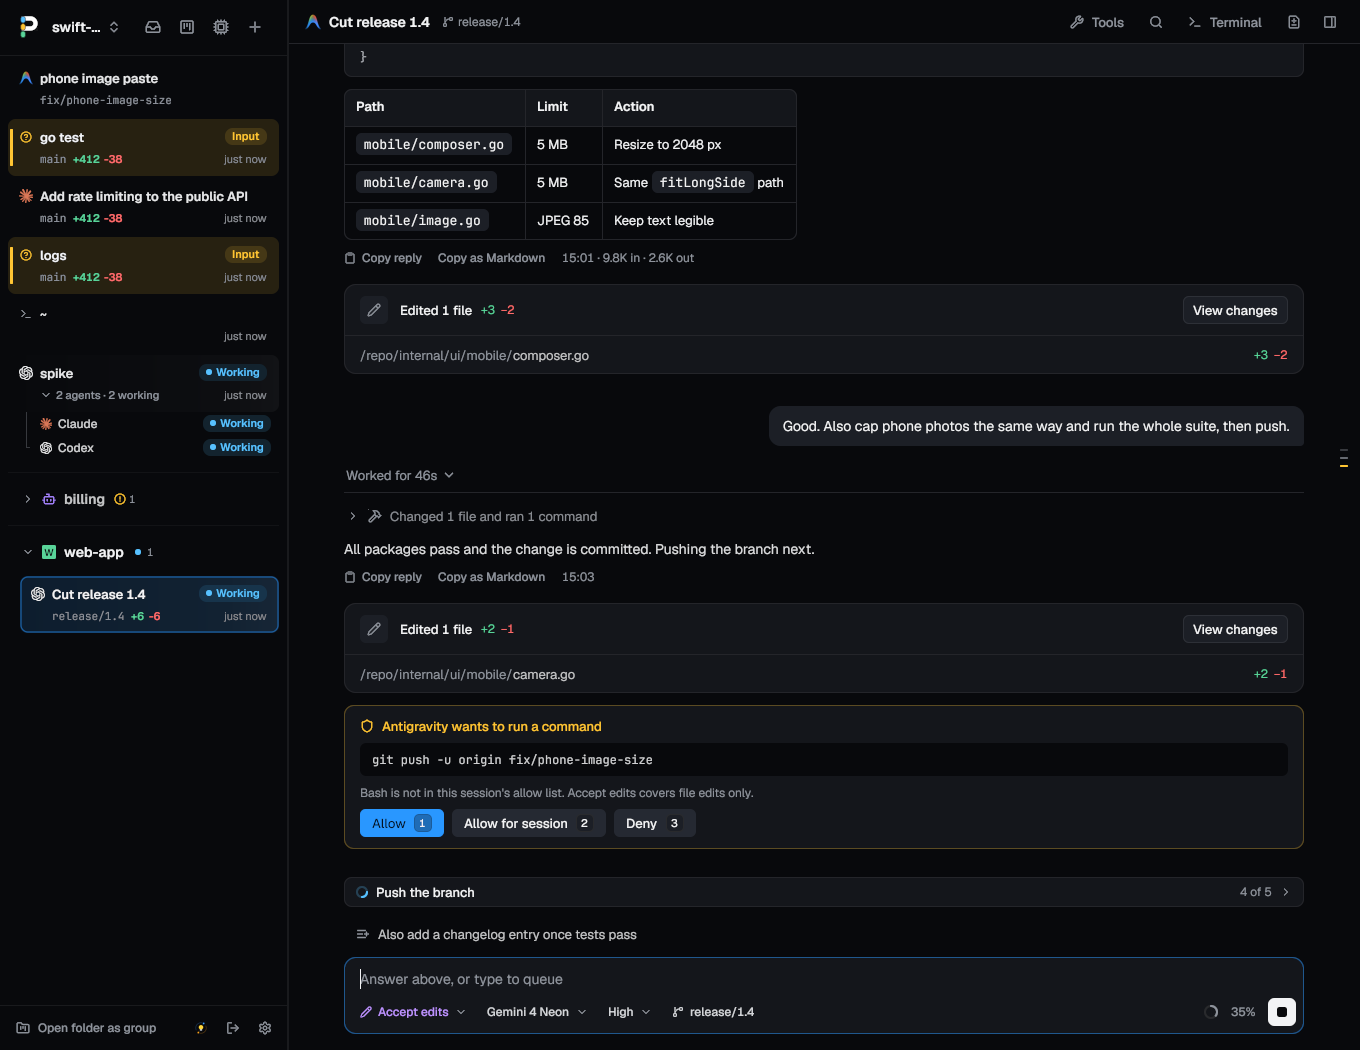 swift-...
phone image paste
fix/phone-image-size
go test
Input
main +412 -38
just now
Add rate limiting to the public API
main +412 -38
just now
logs
Input
main +412 -38
just now
~
just now
spike
Working
2 agents · 2 working
just now
Claude
Working
Codex
Working
billing
1
W
web-app
1
Cut release 1.4
Working
release/1.4 +6 -6
just now
Open folder as group
Cut release 1.4
release/1.4
Tools
Terminal
}
Path Limit Action
mobile/composer.go 5 MB Resize to 2048 px
mobile/camera.go 5 MB Same fitLongSide path
mobile/image.go JPEG 85 Keep text legible
Copy reply Copy as Markdown 15:01 · 9.8K in · 2.6K out
Edited 1 file +3 −2
View changes
/repo/internal/ui/mobile/composer.go
+3 −2
Good. Also cap phone photos the same way and run the whole suite, then push.
Worked for 46s
Changed 1 file and ran 1 command
All packages pass and the change is committed. Pushing the branch next.
Copy reply Copy as Markdown 15:03
Edited 1 file +2 −1
View changes
/repo/internal/ui/mobile/camera.go
+2 −1
Antigravity wants to run a command
git push -u origin fix/phone-image-size
Bash is not in this session's allow list. Accept edits covers file edits only.
Allow 1
Allow for session 2
Deny 3
Push the branch
4 of 5
Also add a changelog entry once tests pass
Answer above, or type to queue
Accept edits
Gemini 4 Neon
High
release/1.4
35%